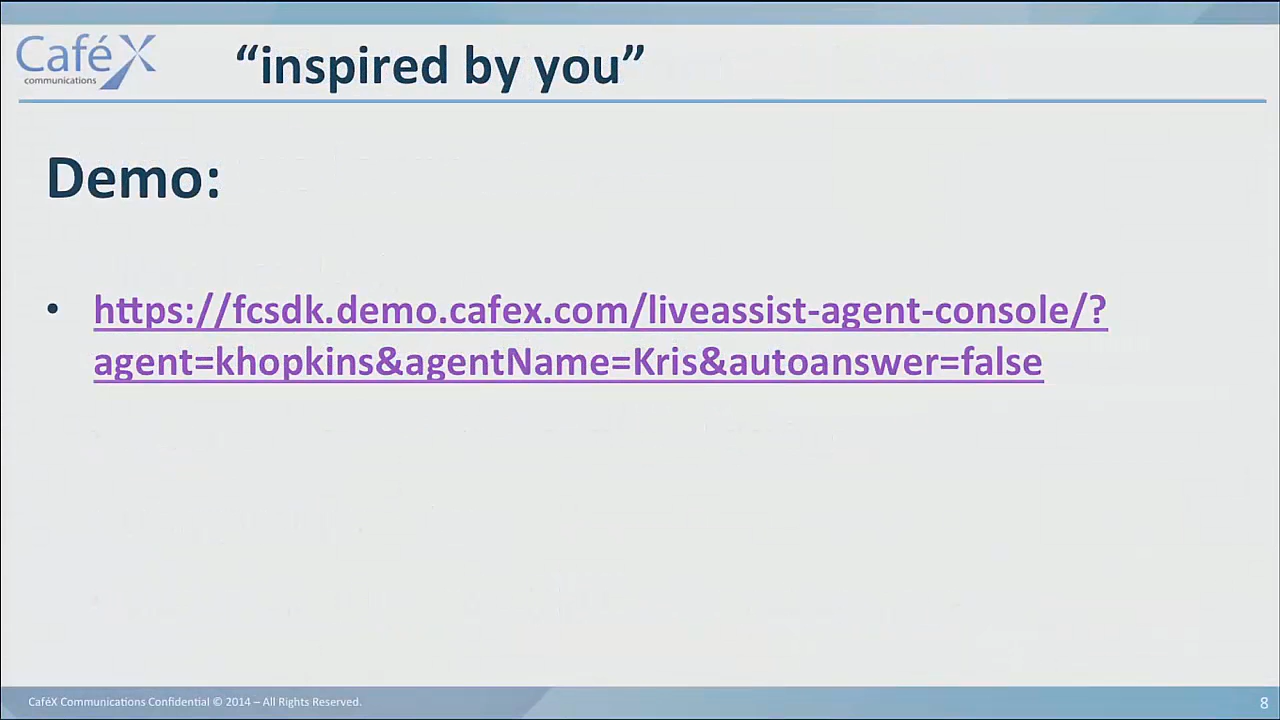 CaféX
communications
“inspired by you”
Demo:
• https://fcsdk.demo.cafex.com/liveassist-agent-console/?
agent=khopkins&agentName=Kris&autoanswer=false
CaféX Communications Confidential © 2014 – All Rights Reserved.
8